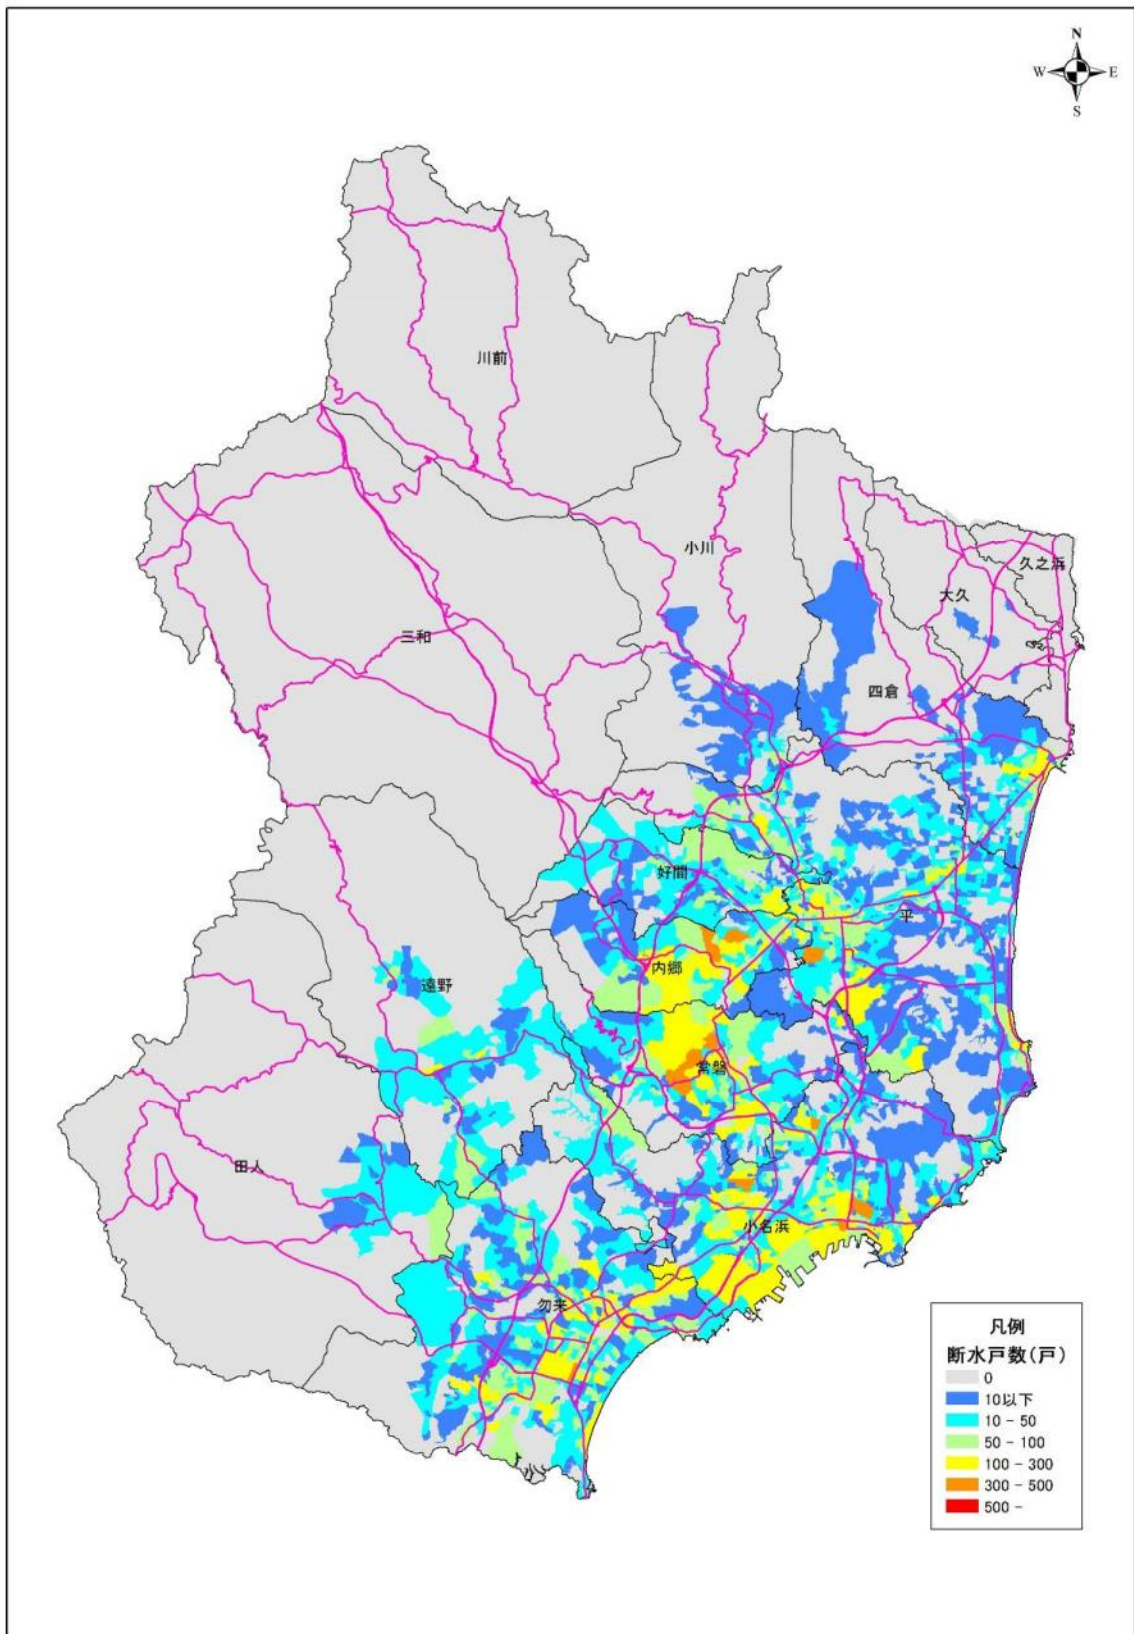 N
W E
S
川前
小川
久之浜
大久
三和
四倉
好間
平
内郷
遠野
常磐
田人
小名浜
勿来
凡例
断水戸数(戸)
0
10以下
10 - 50
50 - 100
100 - 300
300 - 500
500 -